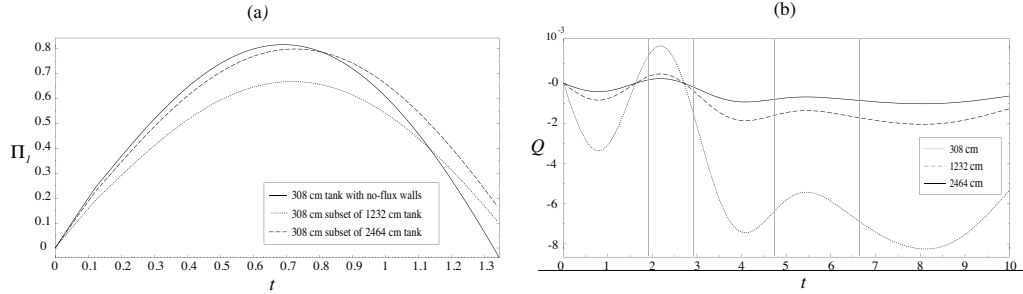 (a)
0.8
0.7
0.6
0.5
0.4
0.3
0.2
0.1
0
Π1
308 cm tank with no-flux walls
308 cm subset of 1232 cm tank
308 cm subset of 2464 cm tank
0 0.1 0.2 0.3 0.4 0.5 0.6 0.7 0.8 0.9 1 1.1 1.2 1.3
t
(b)
10-3
-0
-2
-4
-6
-8
Q
308 cm
1232 cm
2464 cm
0 1 2 3 4 5 6 7 8 9 10
t